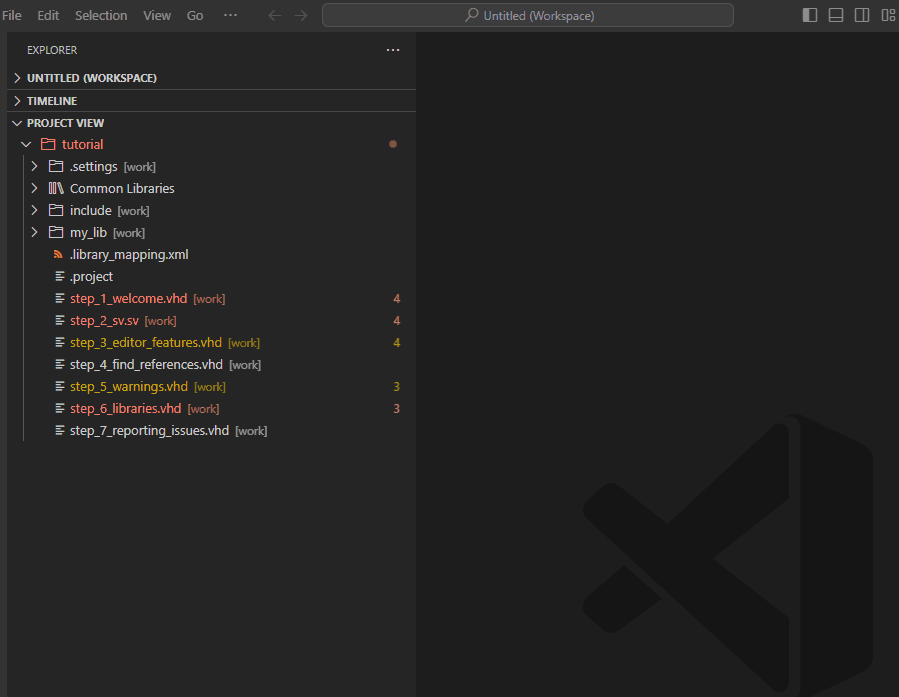 File Edit Selection View Go ··· Untitled (Workspace)
EXPLORER ···
UNTITLED (WORKSPACE)
TIMELINE
PROJECT VIEW
tutorial
.settings [work]
Common Libraries
include [work]
my_lib [work]
.library_mapping.xml
.project
step_1_welcome.vhd [work] 4
step_2_sv.sv [work] 4
step_3_editor_features.vhd [work] 4
step_4_find_references.vhd [work]
step_5_warnings.vhd [work] 3
step_6_libraries.vhd [work] 3
step_7_reporting_issues.vhd [work]